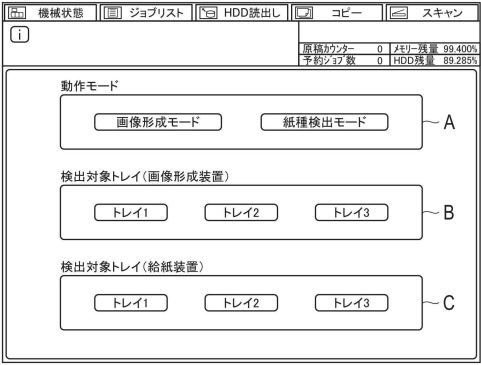 機械状態 ジョブリスト HDD読出し コピー スキャン
i
原稿カウンター 0 メモリー残量 99.400%
予約ジョブ数 0 HDD残量 89.285%
動作モード
画像形成モード 紙種検出モード A
検出対象トレイ(画像形成装置)
トレイ1 トレイ2 トレイ3 B
検出対象トレイ(給紙装置)
トレイ1 トレイ2 トレイ3 C